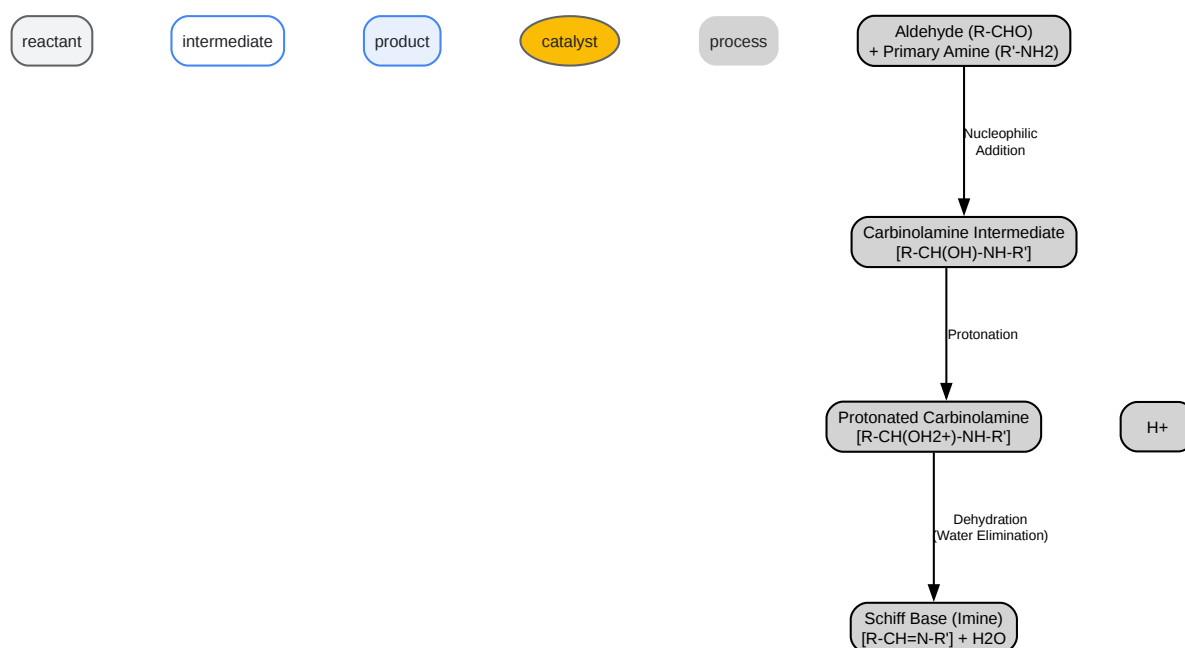 reactant
intermediate
product
catalyst
process
Aldehyde (R-CHO)
+ Primary Amine (R'-NH2)
Nucleophilic
Addition
Carbinolamine Intermediate
[R-CH(OH)-NH-R']
Protonation
Protonated Carbinolamine
[R-CH(OH2+)-NH-R']
H+
Dehydration
(Water Elimination)
Schiff Base (Imine)
[R-CH=N-R'] + H2O